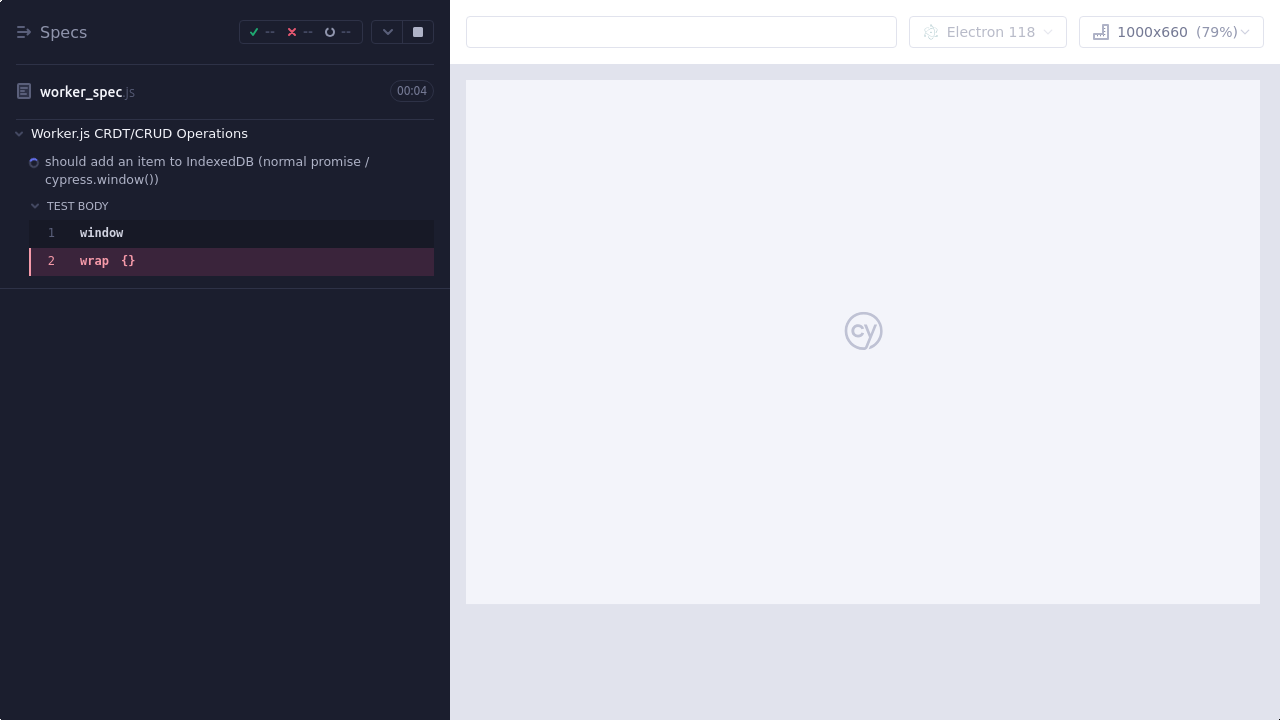 Specs
-- -- --
Electron 118
1000x660 (79%)
worker_spec.js
00:04
Worker.js CRDT/CRUD Operations
should add an item to IndexedDB (normal promise /
cypress.window())
TEST BODY
1 window
2 wrap {}
cy